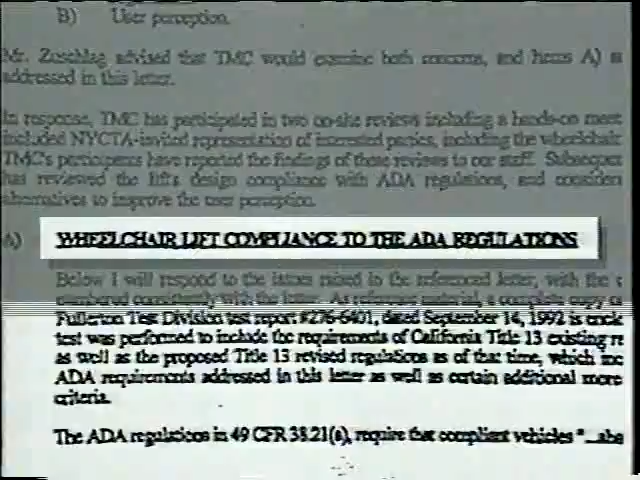 B) User perception.
Mr. Zuschlag advised that TMC would examine both concerns, and Items A) a
addressed in this letter.
In response, TMC has participated in two on-site reviews including a hands-on meet
included NYCTA-invited representation of interested parties, including the wheelchair
TMC's participants have reported the findings of those reviews to our staff. Subsequen
has reviewed the lift's design compliance with ADA regulations, and consider
alternatives to improve the user perception.
A) WHEELCHAIR LIFT COMPLIANCE TO THE ADA REGULATIONS
Below I will respond to the issues raised in the referenced letter, with the c
numbered consistently with the letter. As reference material, a complete copy o
Fullerton Test Division test report #276-6401, dated September 14, 1992 is encl
test was performed to include the requirements of California Title 13 existing re
as well as the proposed Title 13 revised regulations as of that time, which inc
ADA requirements addressed in this letter as well as certain additional more
criteria.
The ADA regulations in 49 CFR 38.21(a), require that compliant vehicles "...sha